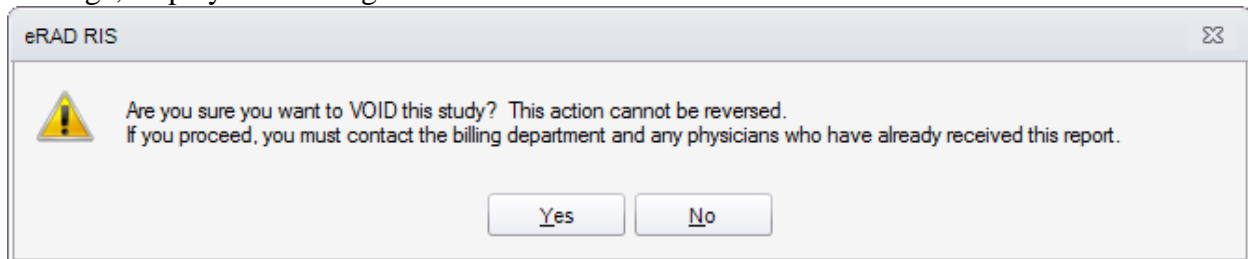 eRAD RIS
Are you sure you want to VOID this study?  This action cannot be reversed.
If you proceed, you must contact the billing department and any physicians who have already received this report.
Yes No